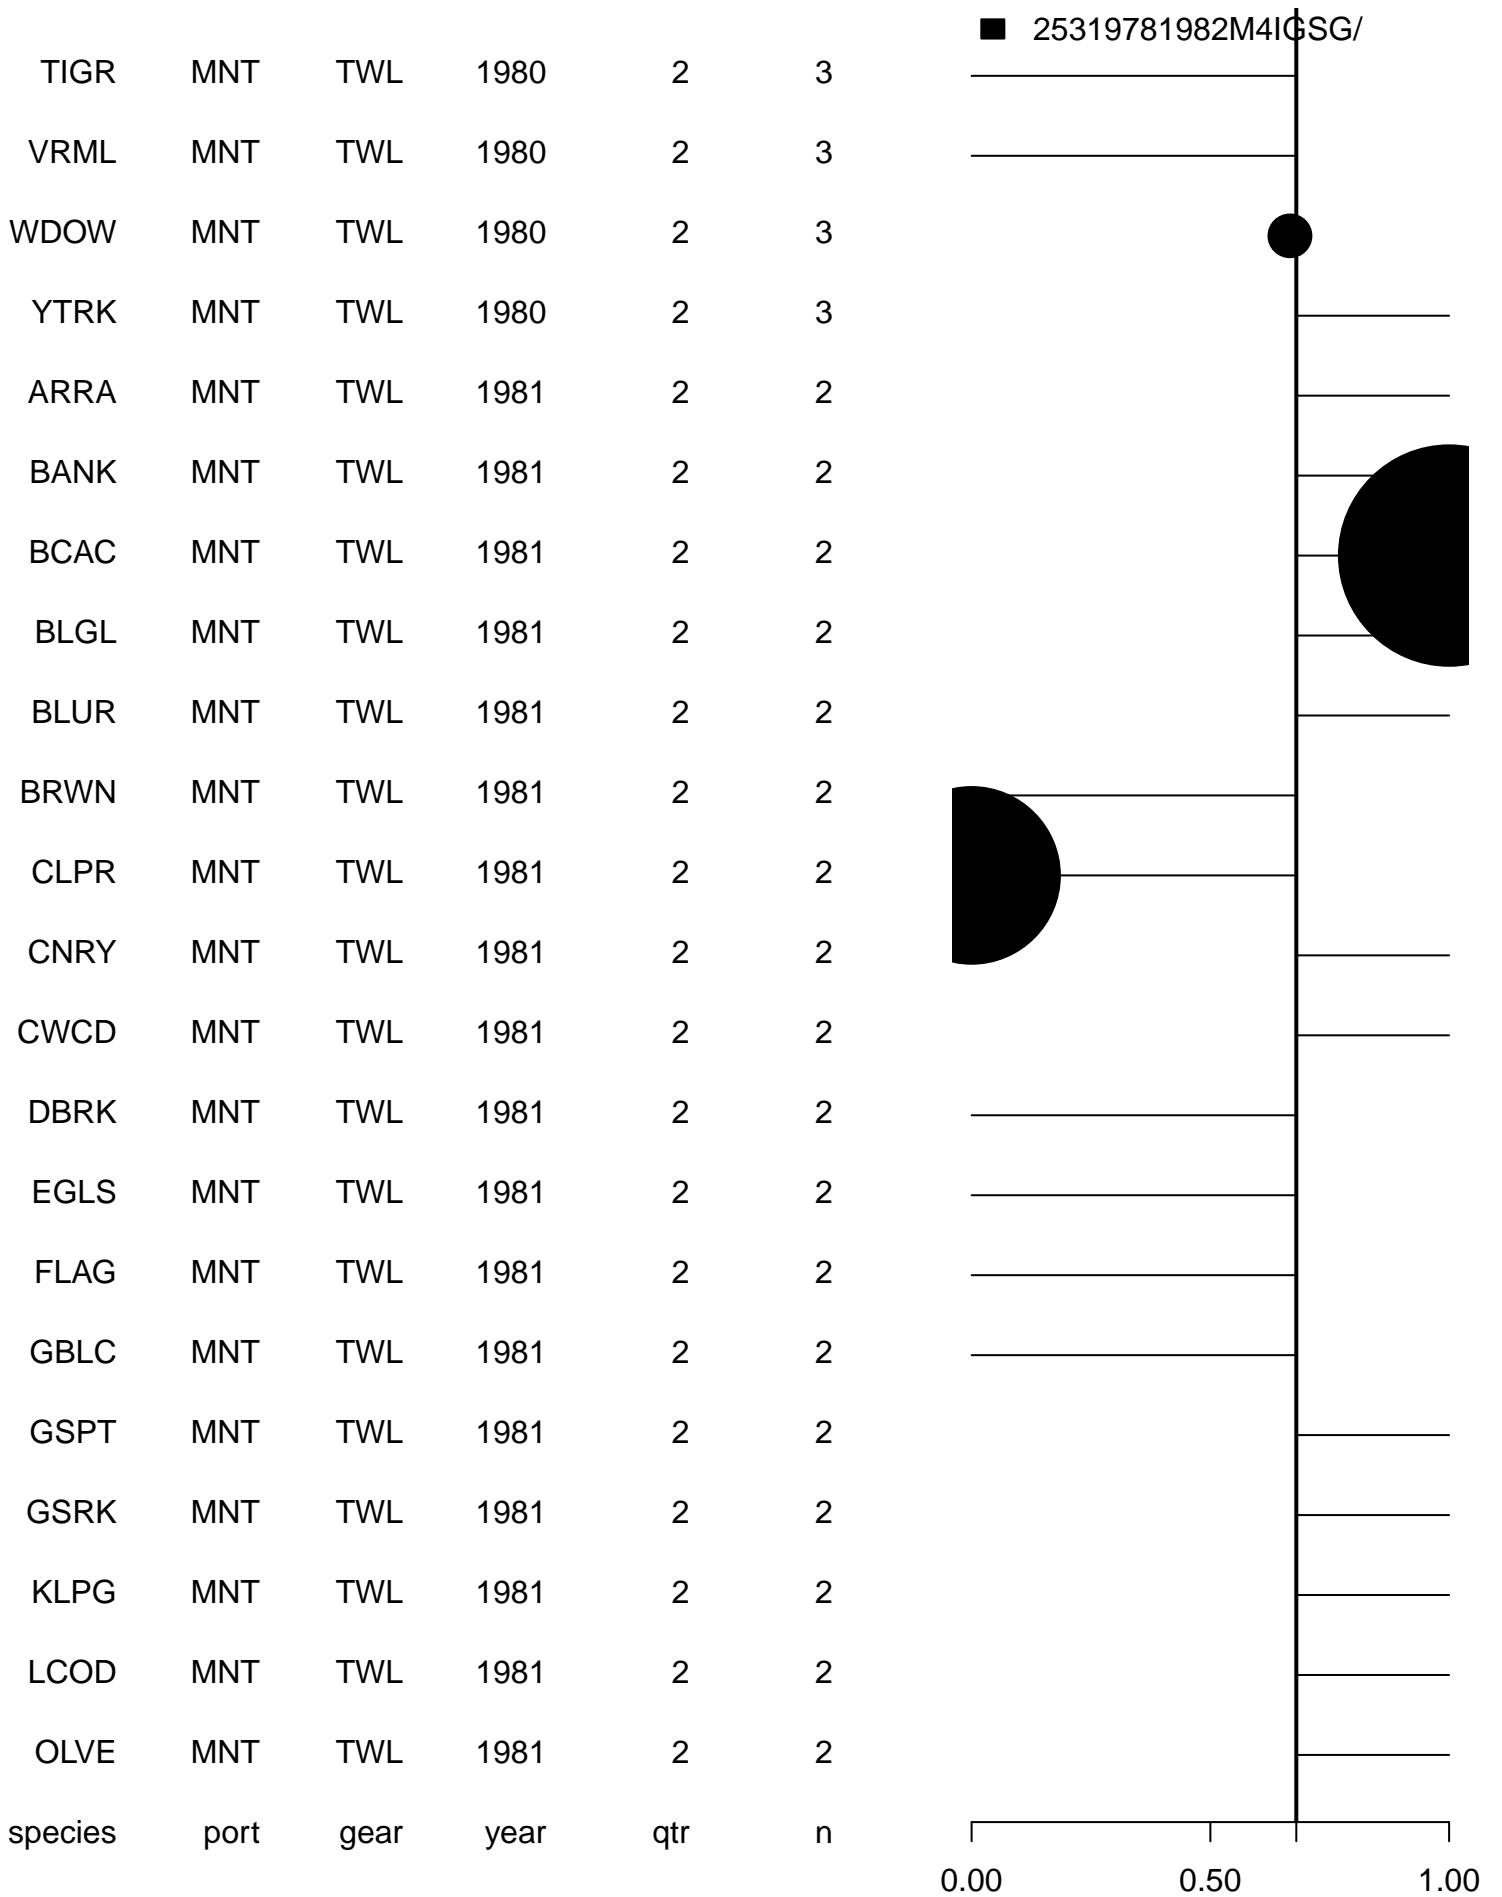 25319781982M4IGSG/
TIGR MNT TWL 1980 2 3
VRML MNT TWL 1980 2 3
WDOW MNT TWL 1980 2 3
YTRK MNT TWL 1980 2 3
ARRA MNT TWL 1981 2 2
BANK MNT TWL 1981 2 2
BCAC MNT TWL 1981 2 2
BLGL MNT TWL 1981 2 2
BLUR MNT TWL 1981 2 2
BRWN MNT TWL 1981 2 2
CLPR MNT TWL 1981 2 2
CNRY MNT TWL 1981 2 2
CWCD MNT TWL 1981 2 2
DBRK MNT TWL 1981 2 2
EGLS MNT TWL 1981 2 2
FLAG MNT TWL 1981 2 2
GBLC MNT TWL 1981 2 2
GSPT MNT TWL 1981 2 2
GSRK MNT TWL 1981 2 2
KLPG MNT TWL 1981 2 2
LCOD MNT TWL 1981 2 2
OLVE MNT TWL 1981 2 2
species port gear year qtr n
0.00 0.50 1.00